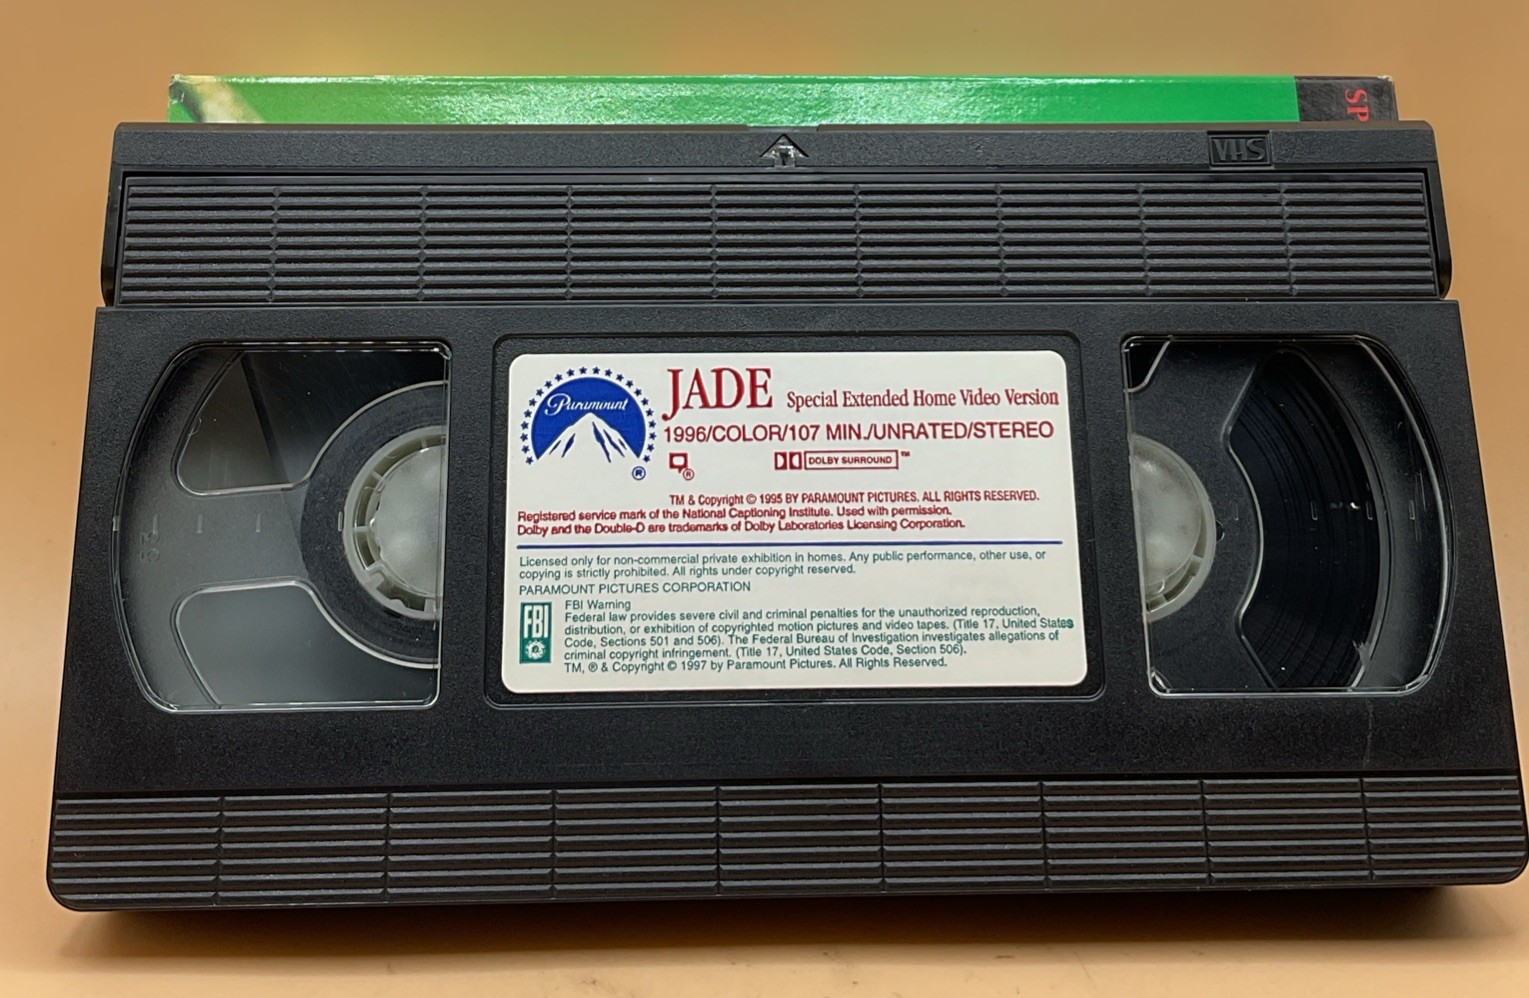 SP
VHS
Paramount
®
JADE Special Extended Home Video Version
1996/COLOR/107 MIN./UNRATED/STEREO
® DOLBY SURROUND ™
TM & Copyright © 1995 BY PARAMOUNT PICTURES. ALL RIGHTS RESERVED.
Registered service mark of the National Captioning Institute. Used with permission.
Dolby and the Double-D are trademarks of Dolby Laboratories Licensing Corporation.
Licensed only for non-commercial private exhibition in homes. Any public performance, other use, or
copying is strictly prohibited. All rights under copyright reserved.
PARAMOUNT PICTURES CORPORATION
FBI
FBI Warning
Federal law provides severe civil and criminal penalties for the unauthorized reproduction,
distribution, or exhibition of copyrighted motion pictures and video tapes. (Title 17, United States
Code, Sections 501 and 506). The Federal Bureau of Investigation investigates allegations of
criminal copyright infringement. (Title 17, United States Code, Section 506).
TM, ® & Copyright © 1997 by Paramount Pictures. All Rights Reserved.